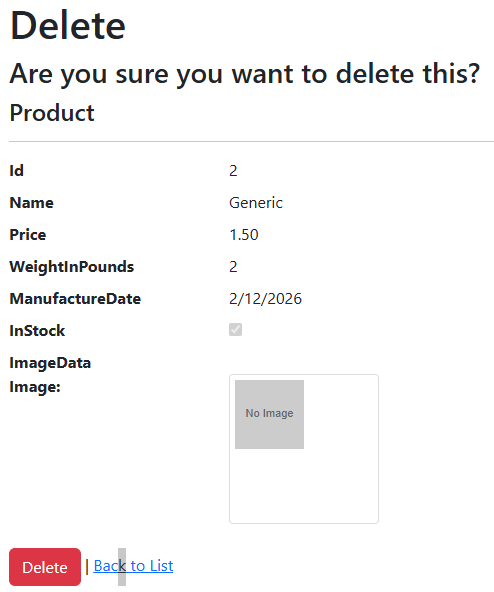 Delete
Are you sure you want to delete this?
Product
Id 2
Name Generic
Price 1.50
WeightInPounds 2
ManufactureDate 2/12/2026
InStock
ImageData
Image:
No Image
Delete | Back to List